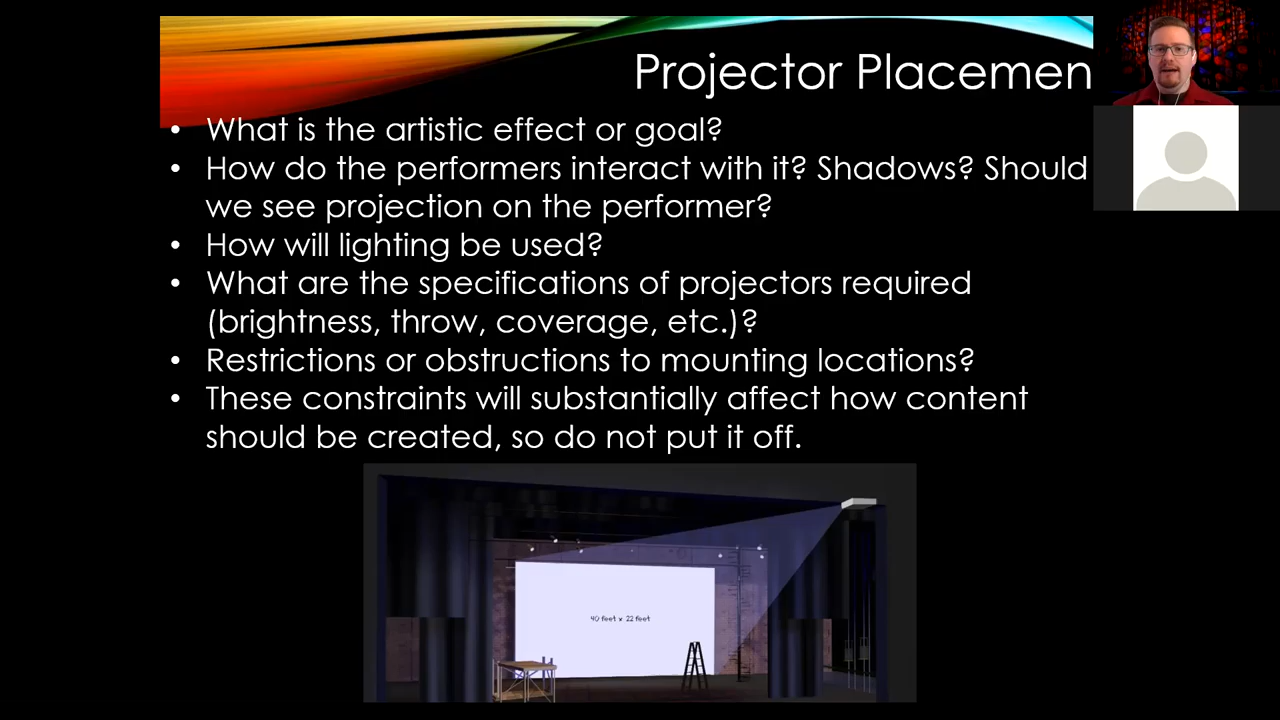 Projector Placemen
• What is the artistic effect or goal?
• How do the performers interact with it? Shadows? Should
we see projection on the performer?
• How will lighting be used?
• What are the specifications of projectors required
(brightness, throw, coverage, etc.)?
• Restrictions or obstructions to mounting locations?
• These constraints will substantially affect how content
should be created, so do not put it off.
40 feet x 22 feet